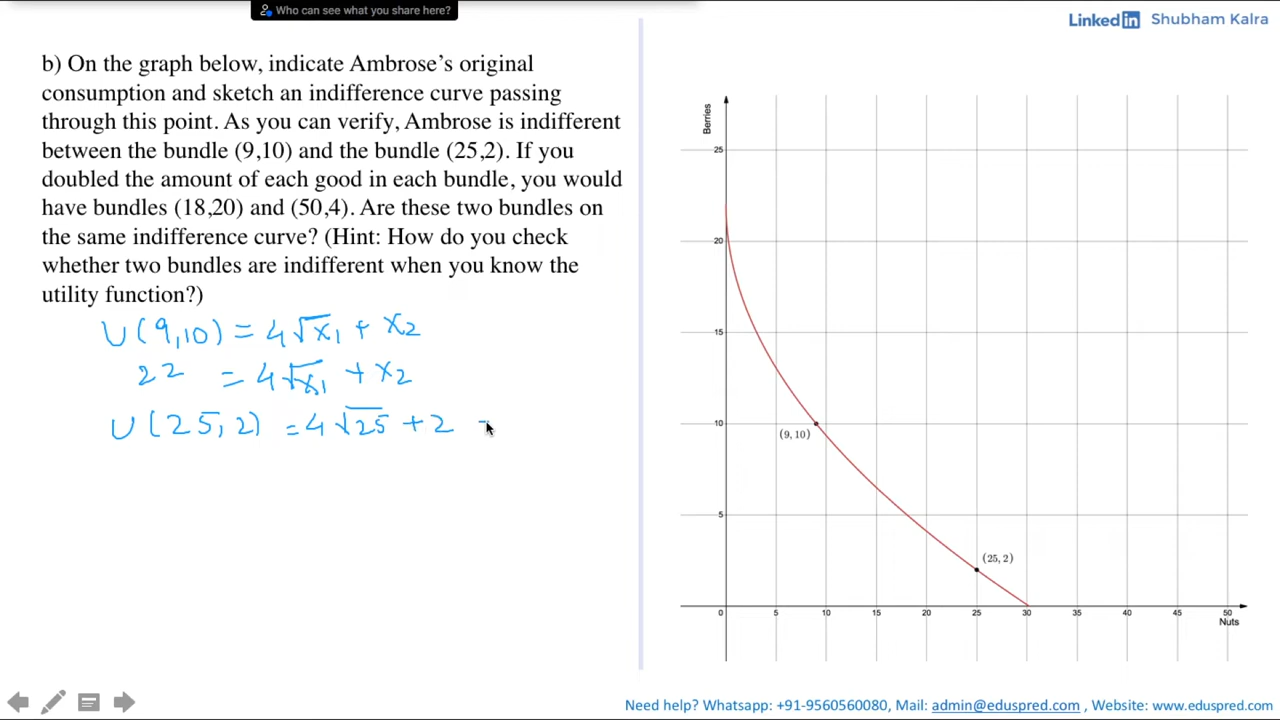 Who can see what you share here?
LinkedIn Shubham Kalra
b) On the graph below, indicate Ambrose’s original
consumption and sketch an indifference curve passing
through this point. As you can verify, Ambrose is indifferent
between the bundle (9,10) and the bundle (25,2). If you
doubled the amount of each good in each bundle, you would
have bundles (18,20) and (50,4). Are these two bundles on
the same indifference curve? (Hint: How do you check
whether two bundles are indifferent when you know the
utility function?)
U(9,10) = 4√x1 + x2
22 = 4√x1 + x2
U(25,2) = 4√25 + 2 =
Berries
25
20
15
10
5
(9, 10)
(25, 2)
0 5 10 15 20 25 30 35 40 45 50
Nuts
Need help? Whatsapp: +91-9560560080, Mail: admin@eduspred.com , Website: www.eduspred.com